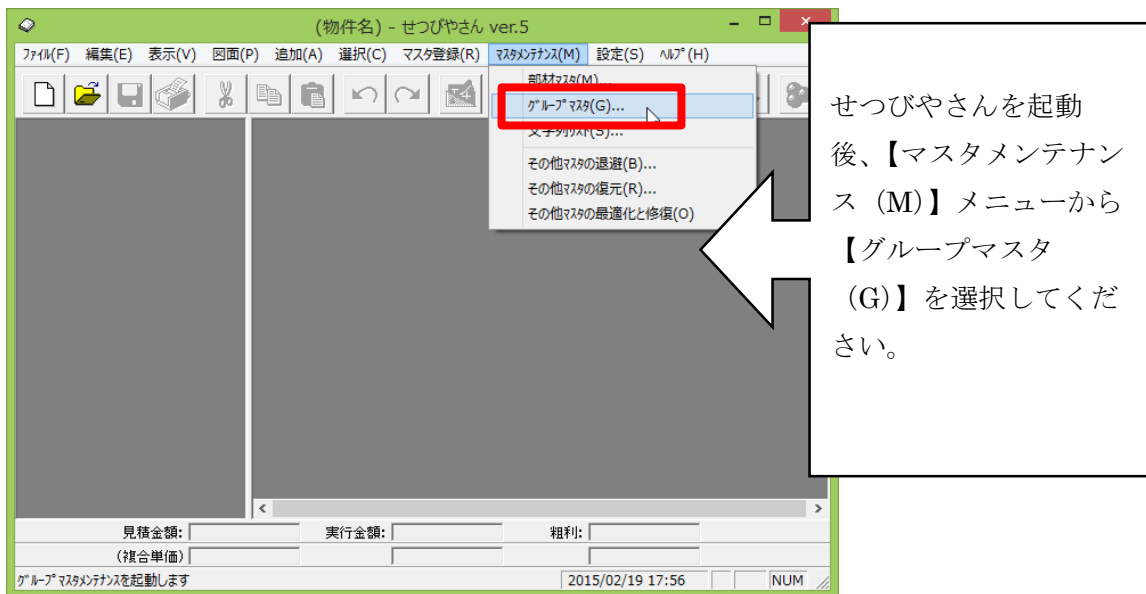 (物件名) - せつびやさん ver.5
ﾌｧｲﾙ(F) 編集(E) 表示(V) 図面(P) 追加(A) 選択(C) マスタ登録(R) ﾏｽﾀﾒﾝﾃﾅﾝｽ(M) 設定(S) ﾍﾙﾌﾟ(H)
部材ﾏｽﾀ(M)...
ｸﾞﾙｰﾌﾟﾏｽﾀ(G)...
文字列ﾘｽﾄ(S)...
その他ﾏｽﾀの退避(B)...
その他ﾏｽﾀの復元(R)...
その他ﾏｽﾀの最適化と修復(O)
せつびやさんを起動
後、【マスタメンテナン
ス（M）】メニューから
【グループマスタ
（G）】を選択してくだ
さい。
見積金額: 実行金額: 粗利:
(複合単価)
ｸﾞﾙｰﾌﾟﾏｽﾀﾒﾝﾃﾅﾝｽを起動します 2015/02/19 17:56 NUM